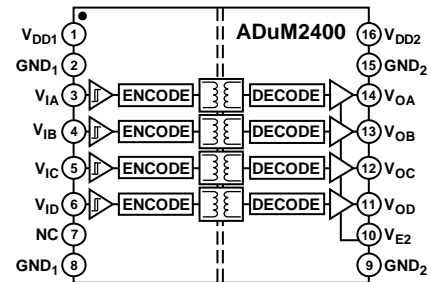 ADuM2400
V_DD1 1 16 V_DD2
GND_1 2 15 GND_2
V_IA 3 ENCODE DECODE 14 V_OA
V_IB 4 ENCODE DECODE 13 V_OB
V_IC 5 ENCODE DECODE 12 V_OC
V_ID 6 ENCODE DECODE 11 V_OD
NC 7 10 V_E2
GND_1 8 9 GND_2